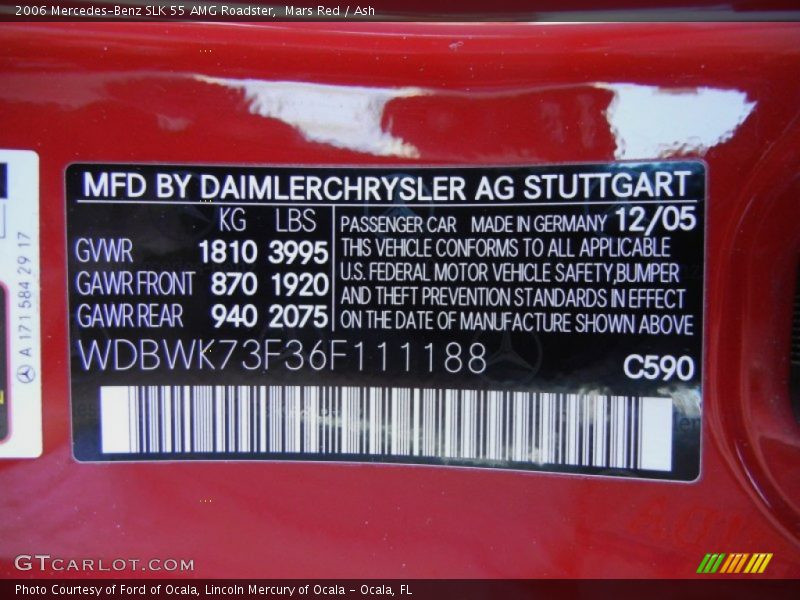 2006 Mercedes-Benz SLK 55 AMG Roadster, Mars Red / Ash
MFD BY DAIMLERCHRYSLER AG STUTTGART
KG LBS
GVWR 1810 3995
GAWR FRONT 870 1920
GAWR REAR 940 2075
PASSENGER CAR MADE IN GERMANY 12/05
THIS VEHICLE CONFORMS TO ALL APPLICABLE
U.S. FEDERAL MOTOR VEHICLE SAFETY,BUMPER
AND THEFT PREVENTION STANDARDS IN EFFECT
ON THE DATE OF MANUFACTURE SHOWN ABOVE
WDBWK73F36F111188
C590
A 171 584 29 17
GTCARLOT.COM
Photo Courtesy of Ford of Ocala, Lincoln Mercury of Ocala - Ocala, FL